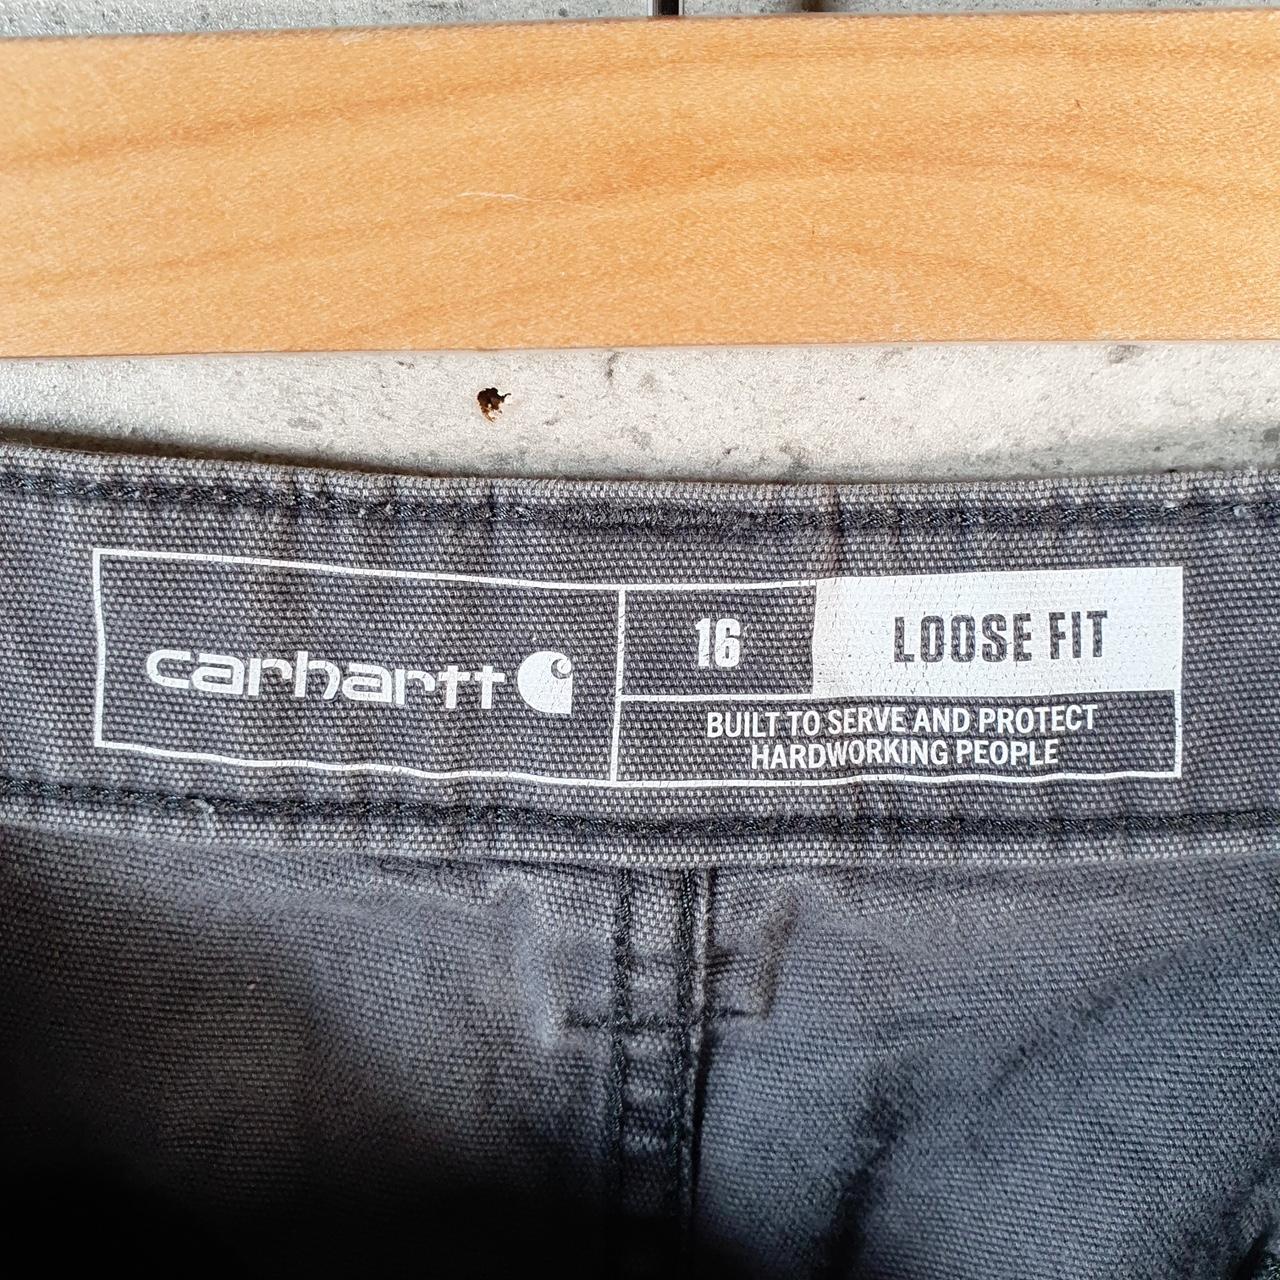 carhartt
16
LOOSE FIT
BUILT TO SERVE AND PROTECT
HARDWORKING PEOPLE